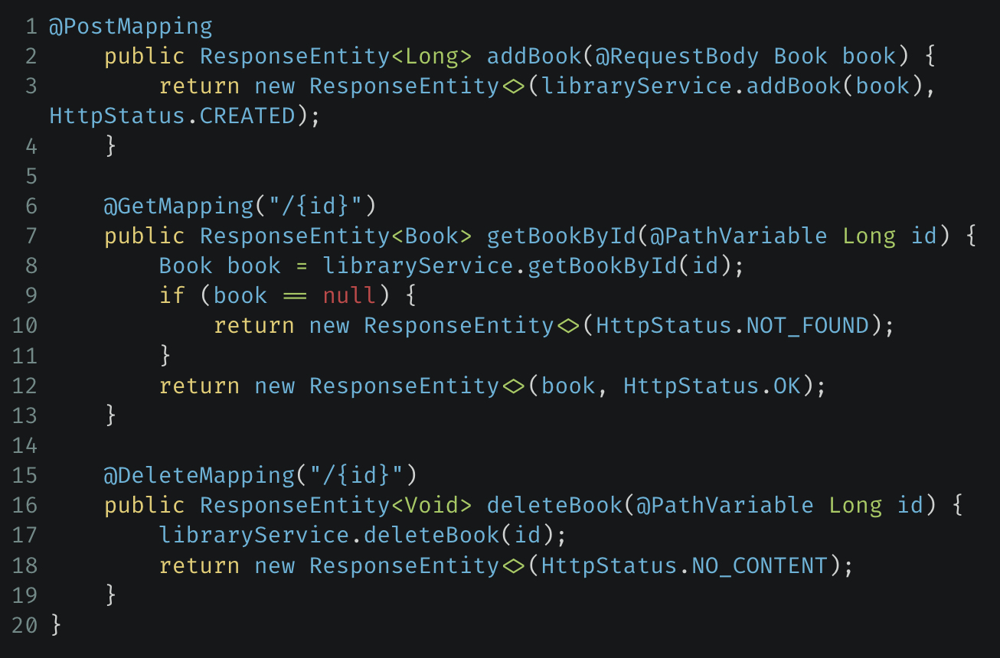 1 @PostMapping
2     public ResponseEntity<Long> addBook(@RequestBody Book book) {
3         return new ResponseEntity<>(libraryService.addBook(book),
HttpStatus.CREATED);
4     }
5
6     @GetMapping("/{id}")
7     public ResponseEntity<Book> getBookById(@PathVariable Long id) {
8         Book book = libraryService.getBookById(id);
9         if (book == null) {
10             return new ResponseEntity<>(HttpStatus.NOT_FOUND);
11         }
12         return new ResponseEntity<>(book, HttpStatus.OK);
13     }
14
15     @DeleteMapping("/{id}")
16     public ResponseEntity<Void> deleteBook(@PathVariable Long id) {
17         libraryService.deleteBook(id);
18         return new ResponseEntity<>(HttpStatus.NO_CONTENT);
19     }
20 }